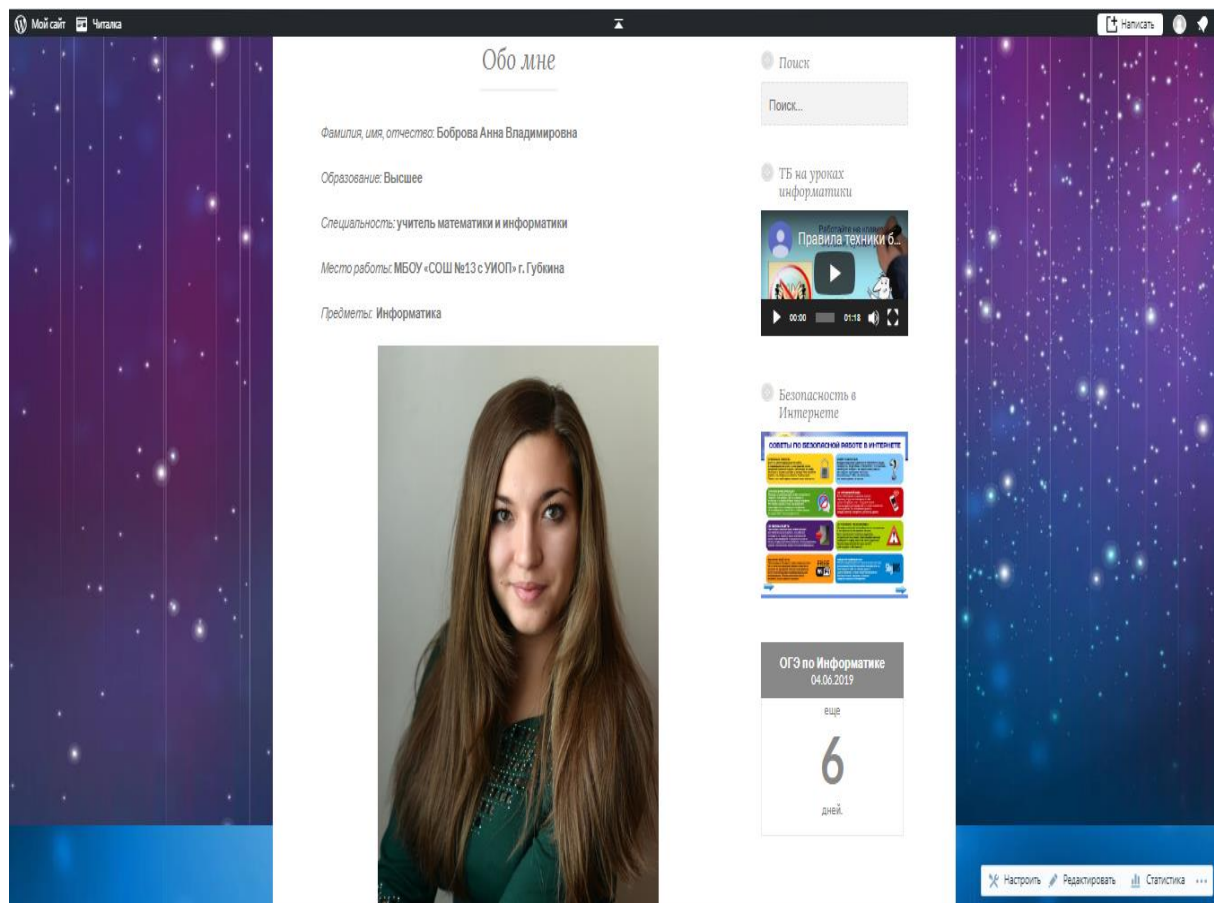 Мой сайт Читалка Написать
Обо мне
Фамилия, имя, отчество: Боброва Анна Владимировна
Образование: Высшее
Специальность: учитель математики и информатики
Место работы: МБОУ «СОШ №13 с УИОП» г. Губкина
Предметы: Информатика
Поиск
Поиск...
ТБ на уроках
информатики
Правила техники б...
00:00 01:18
Безопасность в
Интернете
СОВЕТЫ ПО БЕЗОПАСНОЙ РАБОТЕ В ИНТЕРНЕТЕ
ОГЭ по Информатике
04.06.2019
еще
6
дней.
Настроить Редактировать Статистика ...